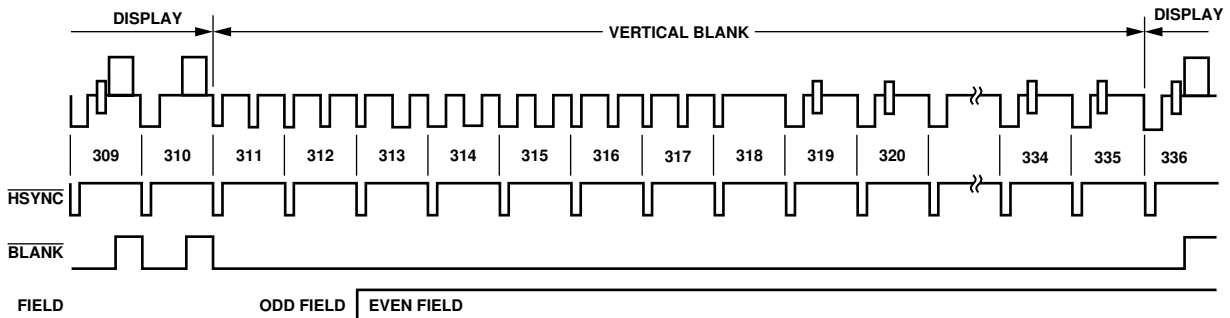 DISPLAY
VERTICAL BLANK
DISPLAY
309 310 311 312 313 314 315 316 317 318 319 320 334 335 336
HSYNC
BLANK
FIELD ODD FIELD EVEN FIELD